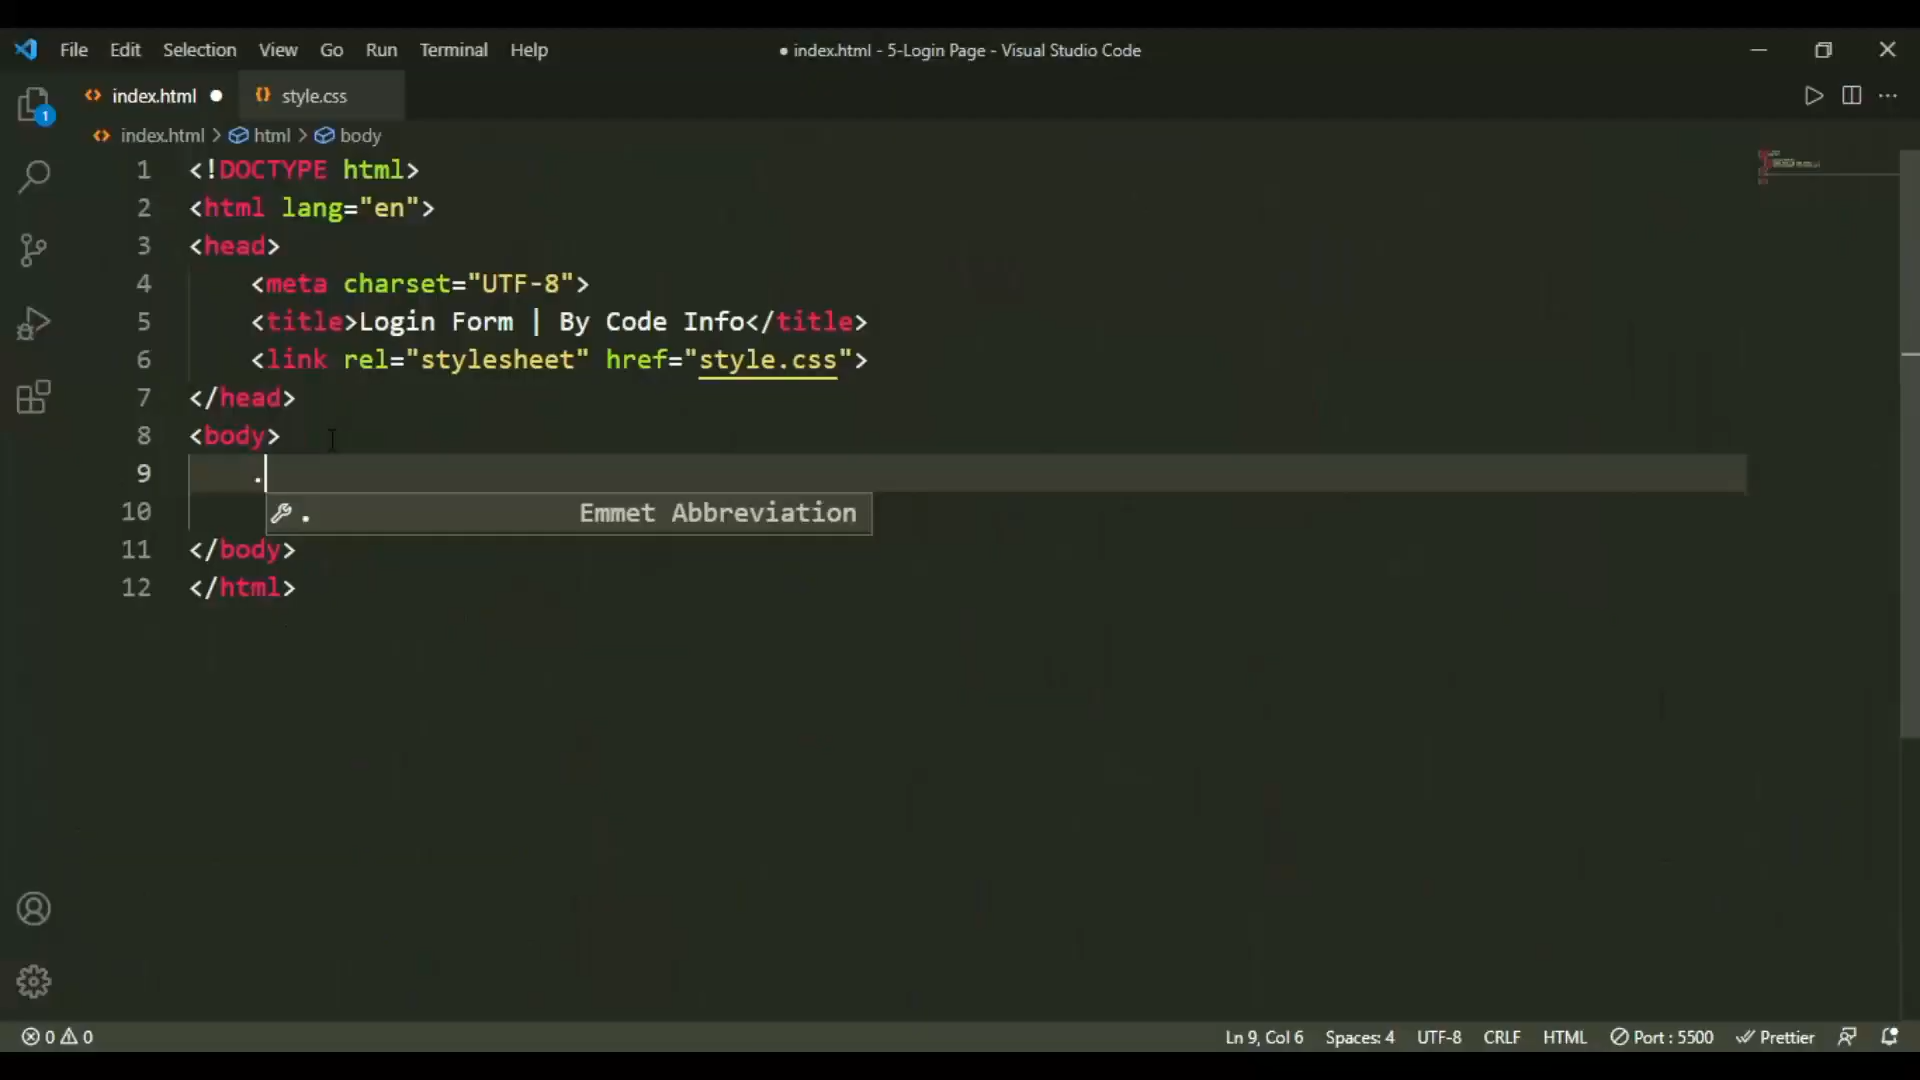 File Edit Selection View Go Run Terminal Help ● index.html - 5-Login Page - Visual Studio Code
index.html ● style.css
1
index.html > html > body
1 <!DOCTYPE html>
2 <html lang="en">
3 <head>
4 <meta charset="UTF-8">
5 <title>Login Form | By Code Info</title>
6 <link rel="stylesheet" href="style.css">
7 </head>
8 <body>
9 .
10 . Emmet Abbreviation
11 </body>
12 </html>
0 0 Ln 9, Col 6 Spaces: 4 UTF-8 CRLF HTML Port : 5500 Prettier